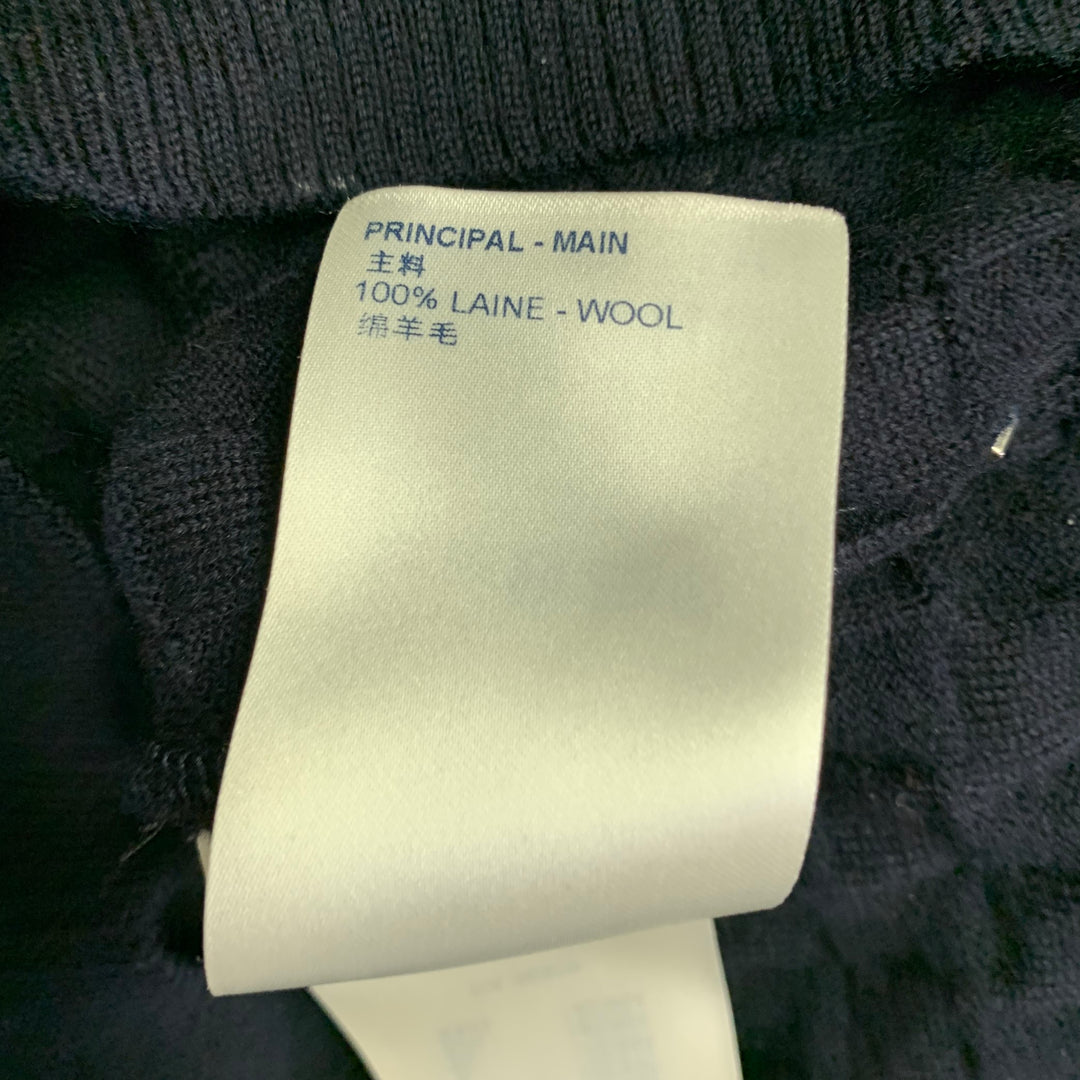 PRINCIPAL - MAIN
主料
100% LAINE - WOOL
绵羊毛